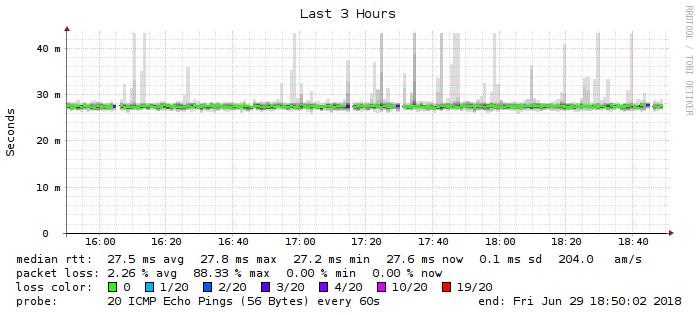 Last 3 Hours
RRDTOOL / TOBI OETIKER
Seconds
40 m
30 m
20 m
10 m
0
16:00 16:20 16:40 17:00 17:20 17:40 18:00 18:20 18:40
median rtt: 27.5 ms avg 27.8 ms max 27.2 ms min 27.6 ms now 0.1 ms sd 204.0 am/s
packet loss: 2.26 % avg 88.33 % max 0.00 % min 0.00 % now
loss color: 0 1/20 2/20 3/20 4/20 10/20 19/20
probe: 20 ICMP Echo Pings (56 Bytes) every 60s end: Fri Jun 29 18:50:02 2018